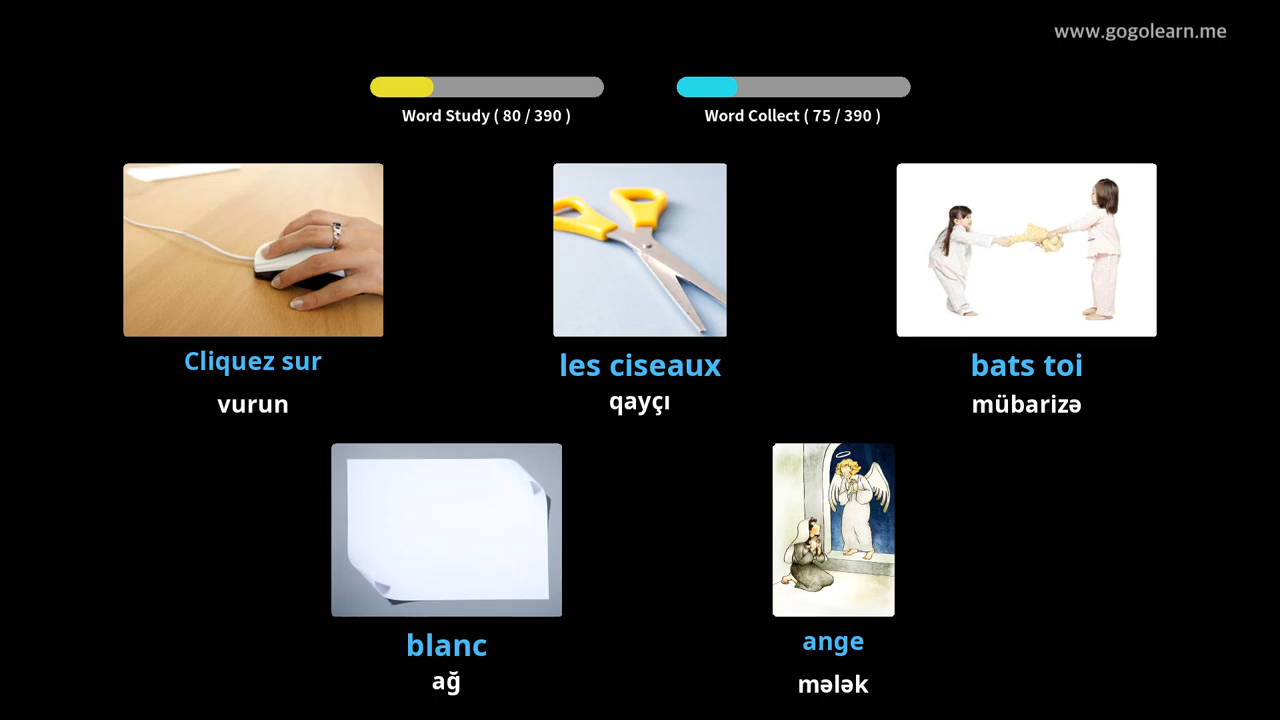 www.gogolearn.me
Word Study ( 80 / 390 )
Word Collect ( 75 / 390 )
Cliquez sur
vurun
les ciseaux
qayçı
bats toi
mübarizə
blanc
ağ
ange
mələk